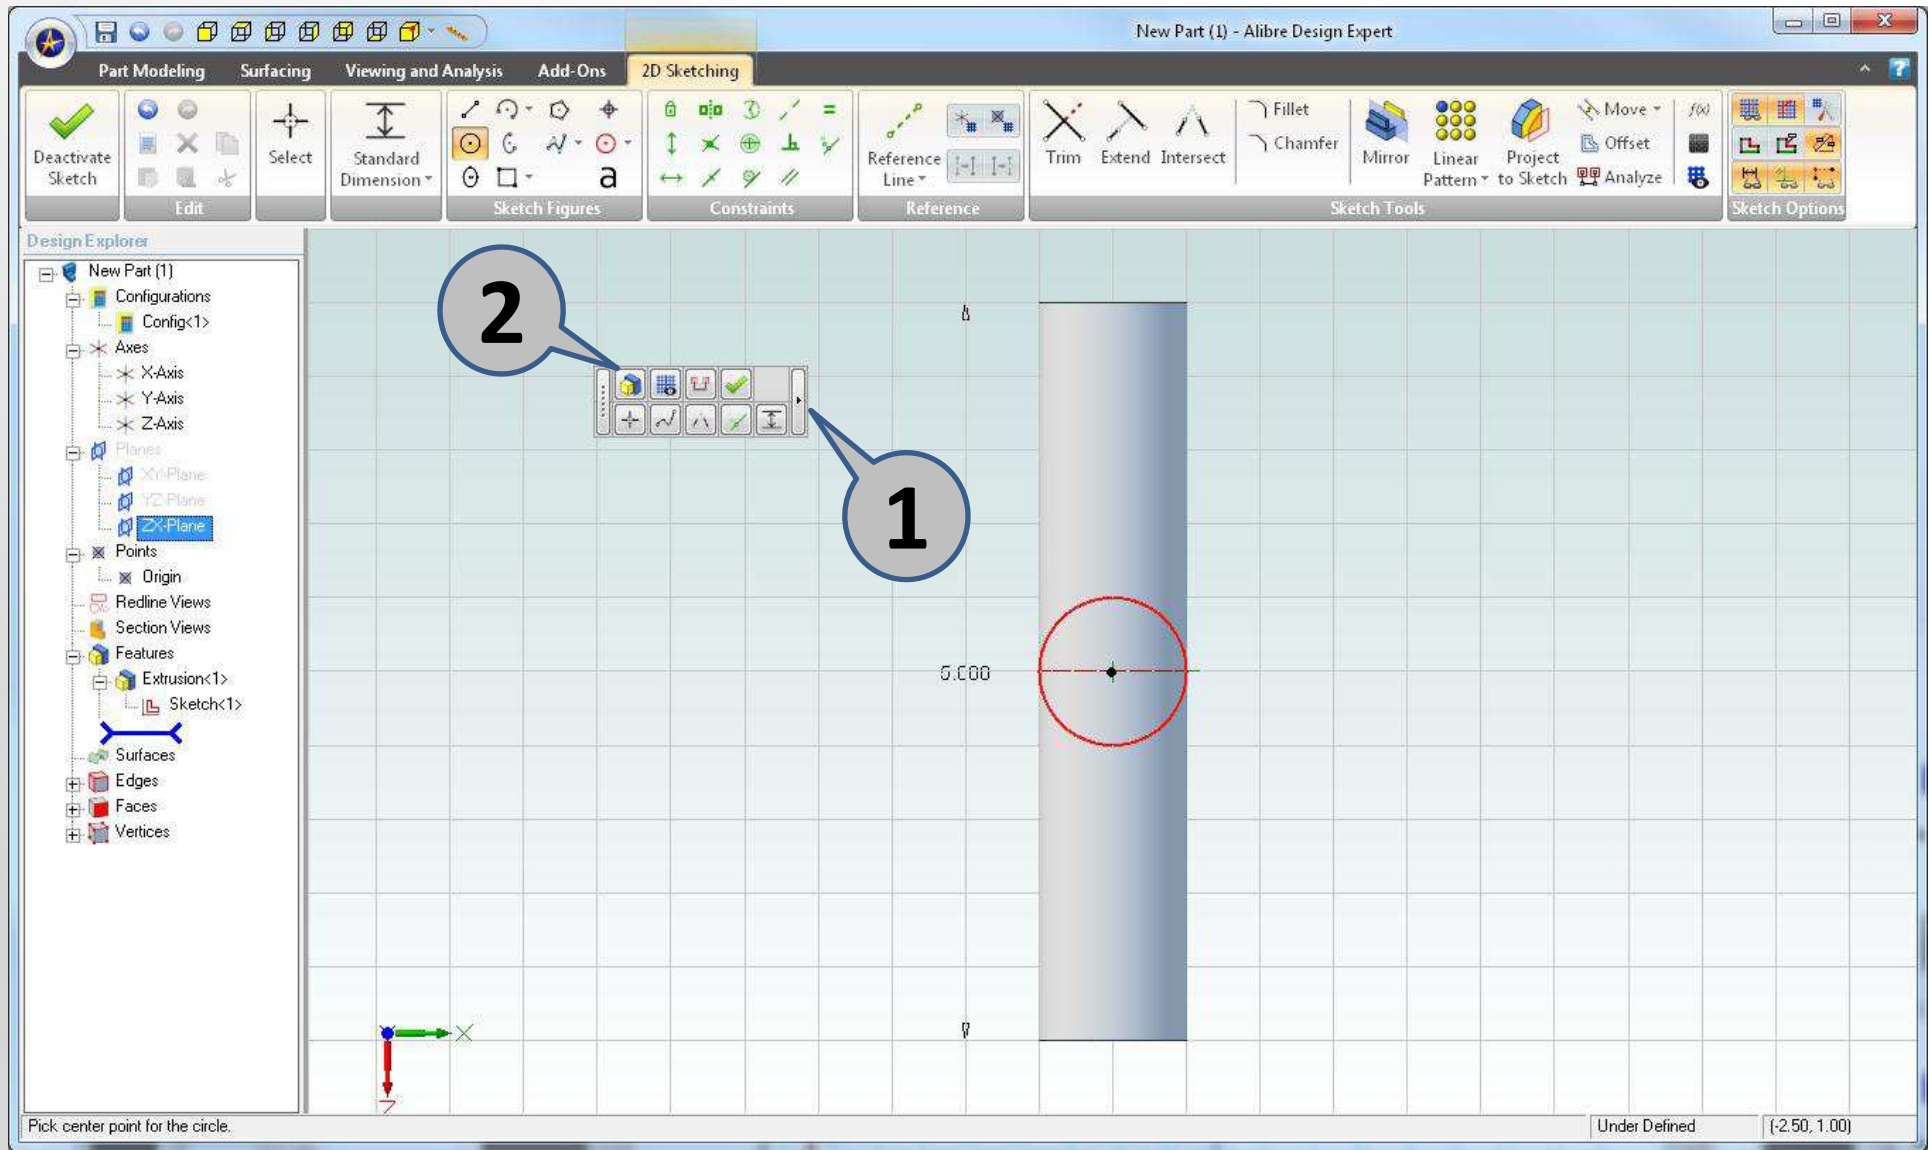 New Part (1) - Alibre Design Expert
Part Modeling
Surfacing
Viewing and Analysis
Add-Ons
2D Sketching
Deactivate
Sketch
Edit
Select
Standard
Dimension
a
Sketch Figures
Constraints
Reference
Line
Reference
Trim
Extend
Intersect
Fillet
Chamfer
Mirror
Linear
Pattern
Project
to Sketch
Move
Offset
Analyze
f(x)
Sketch Tools
Sketch Options
Design Explorer
New Part (1)
Configurations
Config<1>
Axes
X-Axis
Y-Axis
Z-Axis
Planes
XY-Plane
YZ-Plane
ZX-Plane
Points
Origin
Redline Views
Section Views
Features
Extrusion<1>
Sketch<1>
Surfaces
Edges
Faces
Vertices
2
1
X
Z
Pick center point for the circle.
Under Defined
(-2.50, 1.00)